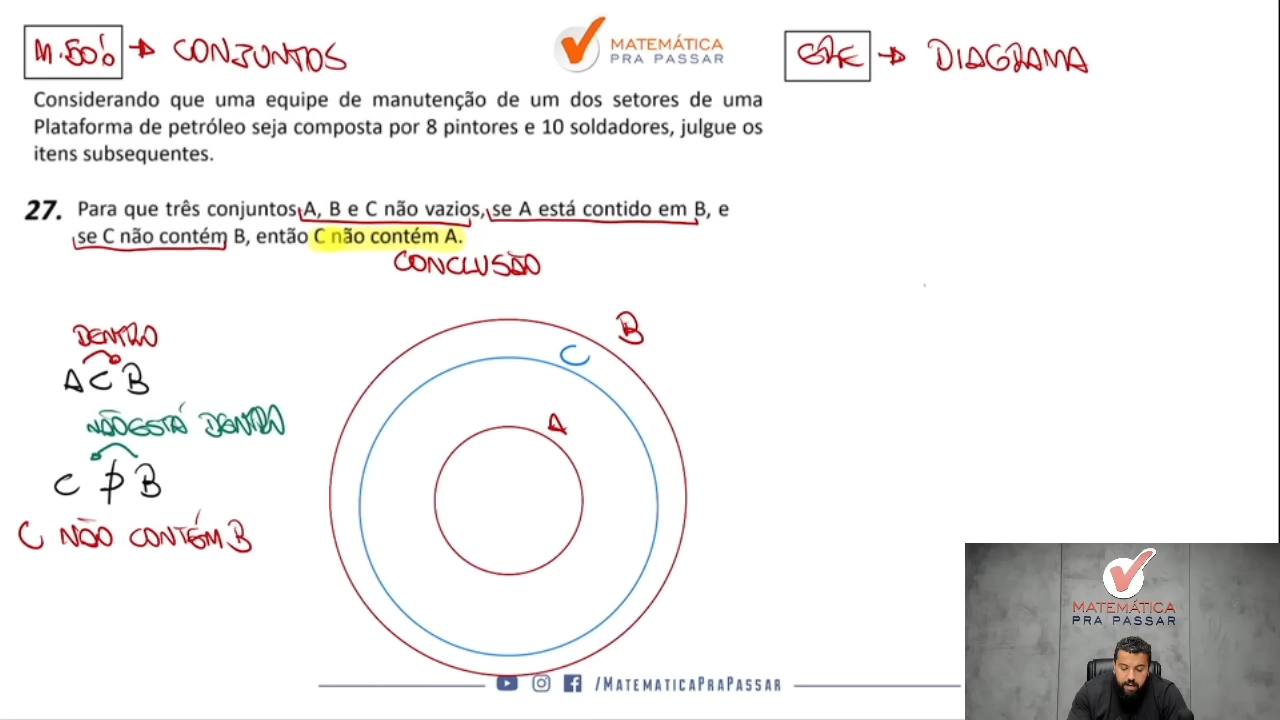 M.50% → CONJUNTOS
MATEMÁTICA
PRA PASSAR
→ DIAGRAMA
Considerando que uma equipe de manutenção de um dos setores de uma
Plataforma de petróleo seja composta por 8 pintores e 10 soldadores, julgue os
itens subsequentes.
27. Para que três conjuntos A, B e C não vazios, se A está contido em B, e
se C não contém B, então C não contém A.
CONCLUSÃO
DENTRO
A ⊂ B
NÃO ESTÁ DENTRO
C ⊅ B
C NÃO CONTÉM B
B
C
A
MATEMÁTICA
PRA PASSAR
/MATEMATICAPRAPASSAR